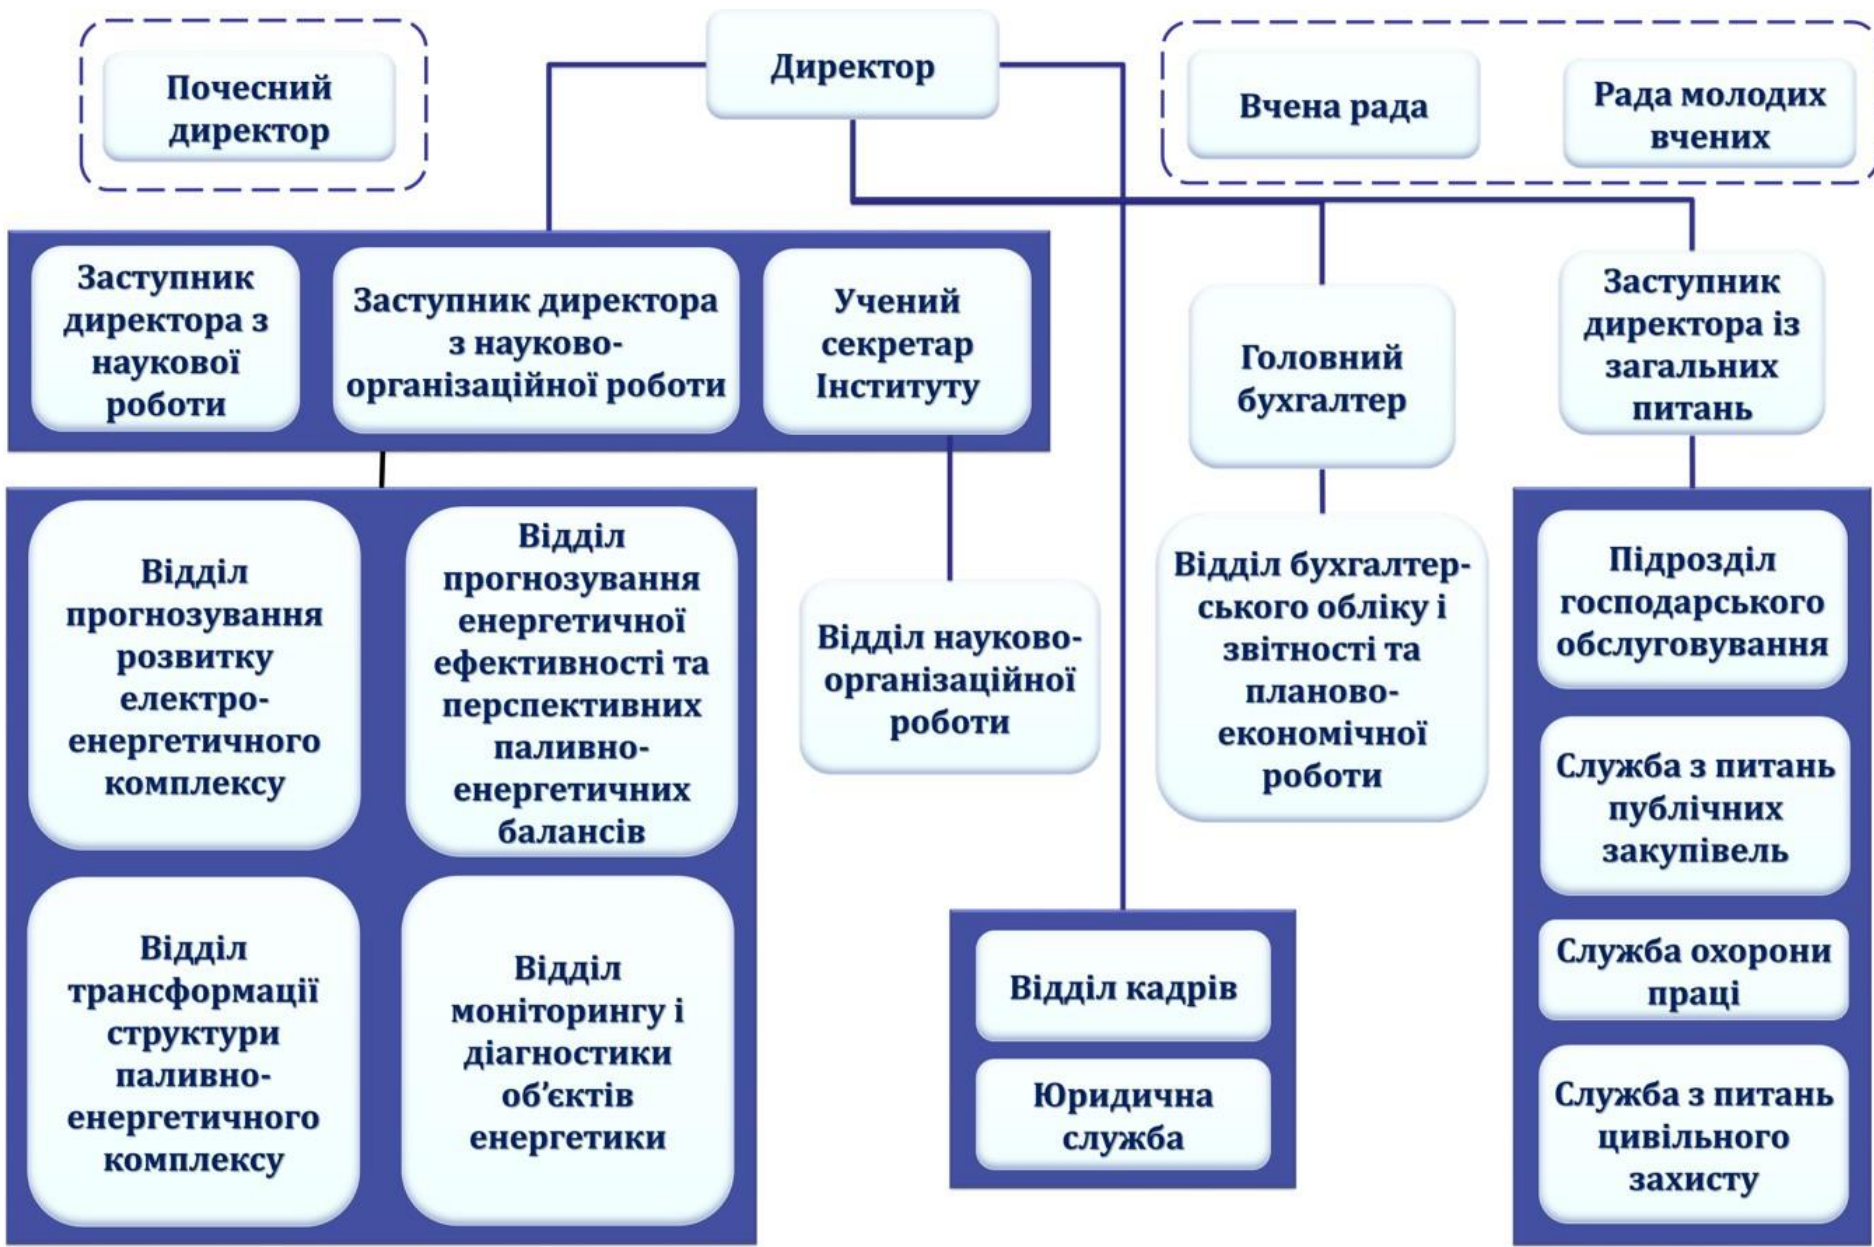 Почесний
директор
Директор
Вчена рада
Рада молодих
вчених
Заступник
директора з
наукової
роботи
Заступник директора
з науково-
організаційної роботи
Учений
секретар
Інституту
Головний
бухгалтер
Заступник
директора із
загальних
питань
Відділ
прогнозування
розвитку
електро-
енергетичного
комплексу
Відділ
прогнозування
енергетичної
ефективності та
перспективних
паливно-
енергетичних
балансів
Відділ науково-
організаційної
роботи
Відділ бухгалтер-
ського обліку і
звітності та
планово-
економічної
роботи
Підрозділ
господарського
обслуговування
Служба з питань
публічних
закупівель
Відділ
трансформації
структури
паливно-
енергетичного
комплексу
Відділ
моніторингу і
діагностики
об’єктів
енергетики
Відділ кадрів
Юридична
служба
Служба охорони
праці
Служба з питань
цивільного
захисту